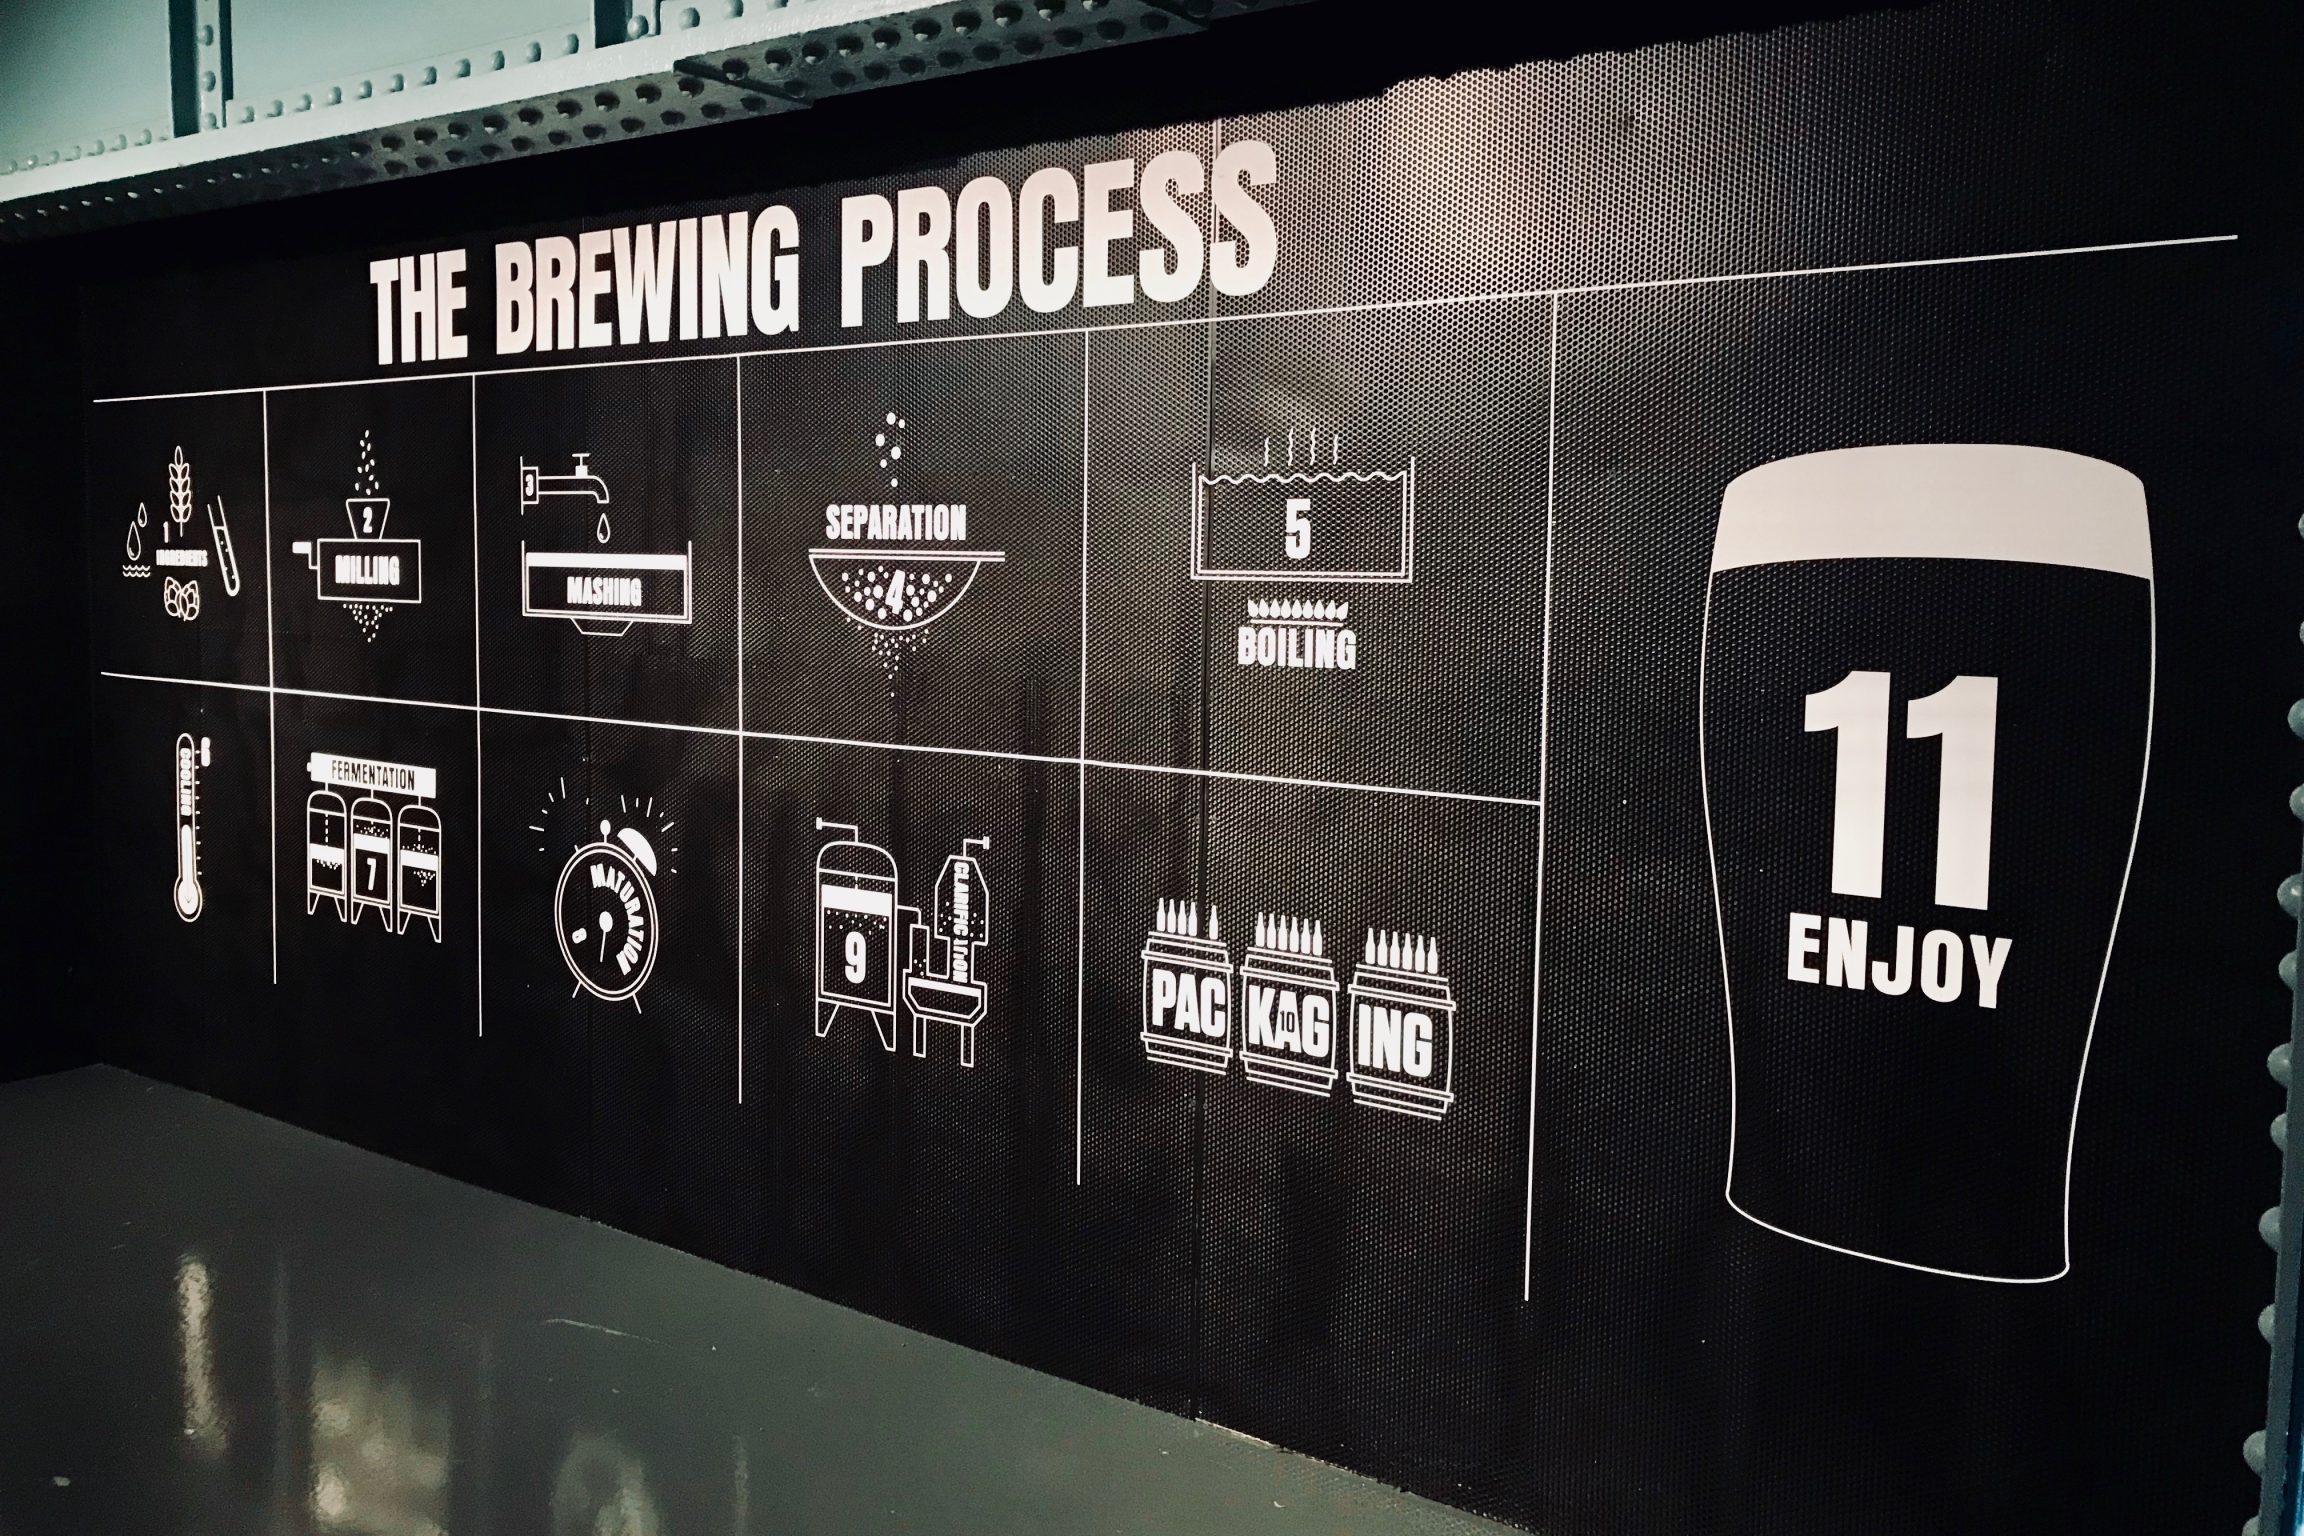 THE BREWING PROCESS
1
INGREDIENTS
2
MILLING
3
MASHING
SEPARATION
4
5
BOILING
COOLING
FERMENTATION
7
MATURATION
8
9
CLARIFICATION
PAC KAG ING
10
11
ENJOY